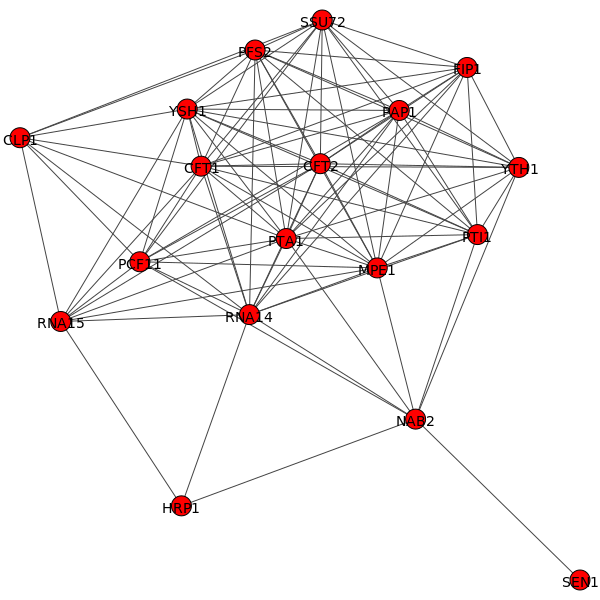 SSU72
PFS2
FIP1
YSH1
PAP1
CLP1
CFT1
CFT2
YTH1
PTA1
PTI1
PCF11
MPE1
RNA15
RNA14
NAB2
HRP1
SEN1